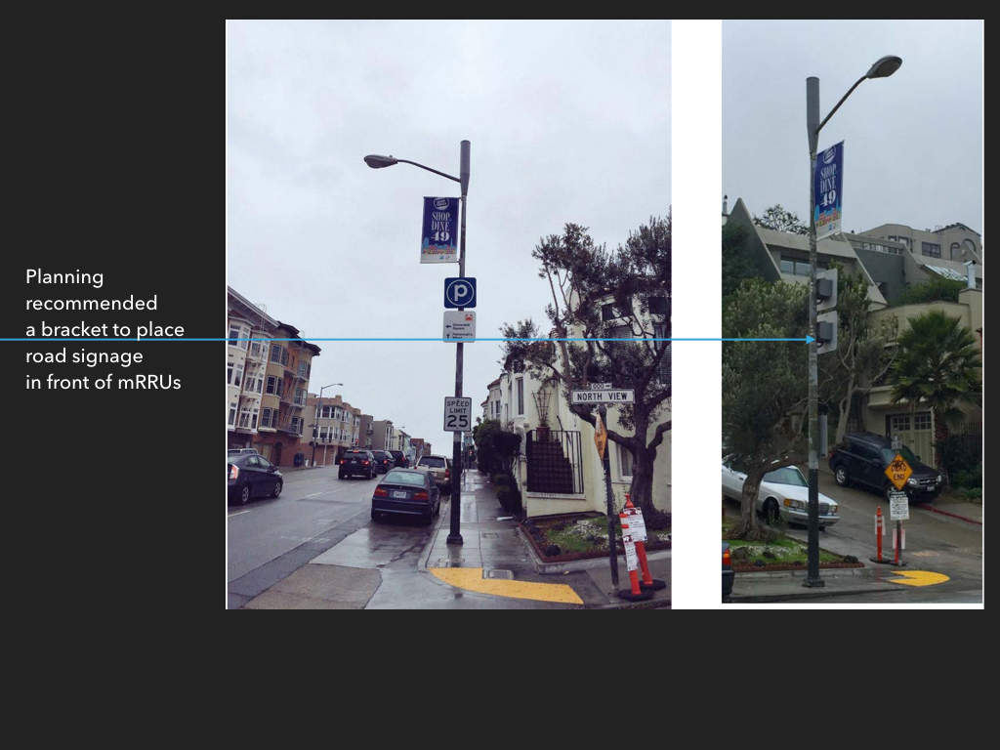 Planning
recommended
a bracket to place
road signage
in front of mRRUs
SHOP
DINE
49
P
SPEED
LIMIT
25
NORTH VIEW
SHOP
DINE
49
DEAD
END